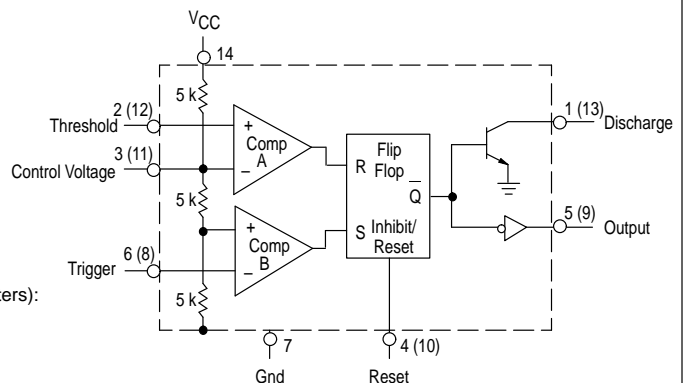 VCC
14
5 k
2 (12)
Threshold
+
Comp
A
–
3 (11)
Control Voltage
5 k
+
Comp
B
–
6 (8)
Trigger
5 k
ters):
R
Flip
Flop
Q
S
Inhibit/
Reset
1 (13)
Discharge
5 (9)
Output
7
Gnd
4 (10)
Reset